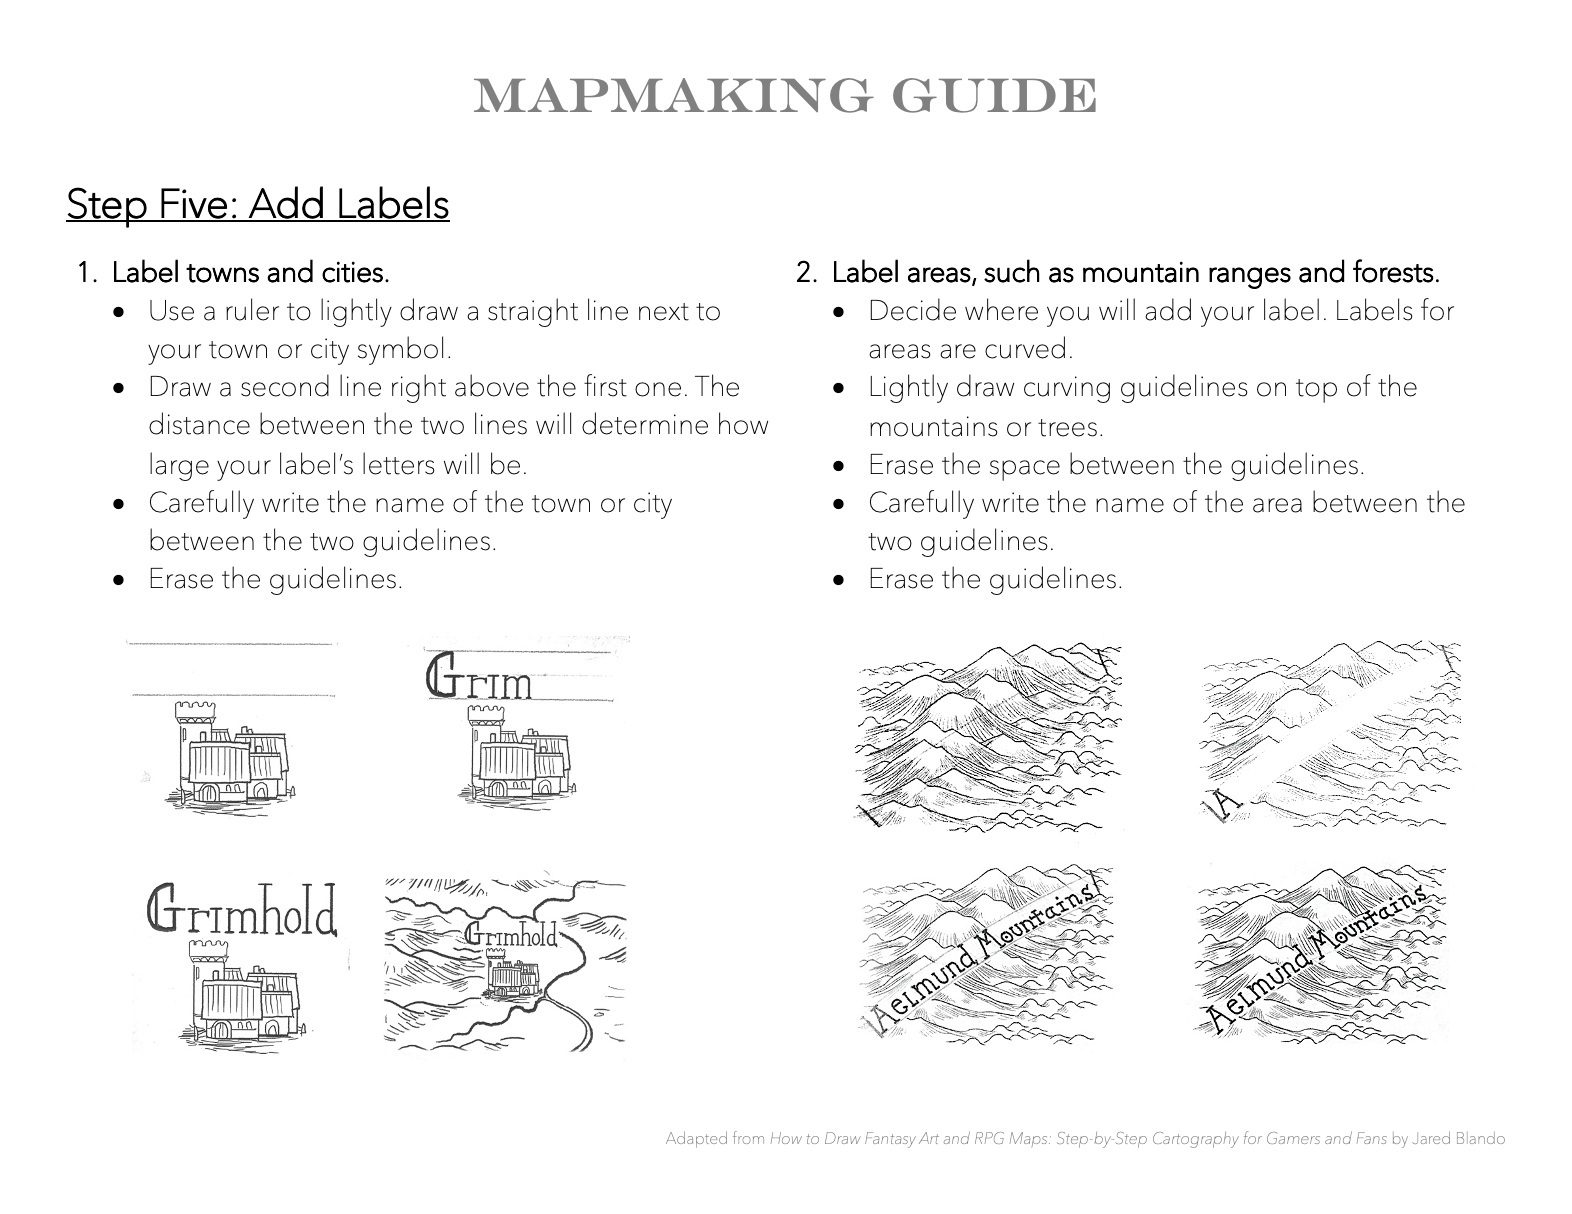 MAPMAKING GUIDE
Step Five: Add Labels
1. Label towns and cities.
• Use a ruler to lightly draw a straight line next to
your town or city symbol.
• Draw a second line right above the first one. The
distance between the two lines will determine how
large your label’s letters will be.
• Carefully write the name of the town or city
between the two guidelines.
• Erase the guidelines.
Grim
Grimhold
Grimhold
2. Label areas, such as mountain ranges and forests.
• Decide where you will add your label. Labels for
areas are curved.
• Lightly draw curving guidelines on top of the
mountains or trees.
• Erase the space between the guidelines.
• Carefully write the name of the area between the
two guidelines.
• Erase the guidelines.
A
Aelmund Mountains
Aelmund Mountains
Adapted from How to Draw Fantasy Art and RPG Maps: Step-by-Step Cartography for Gamers and Fans by Jared Blando